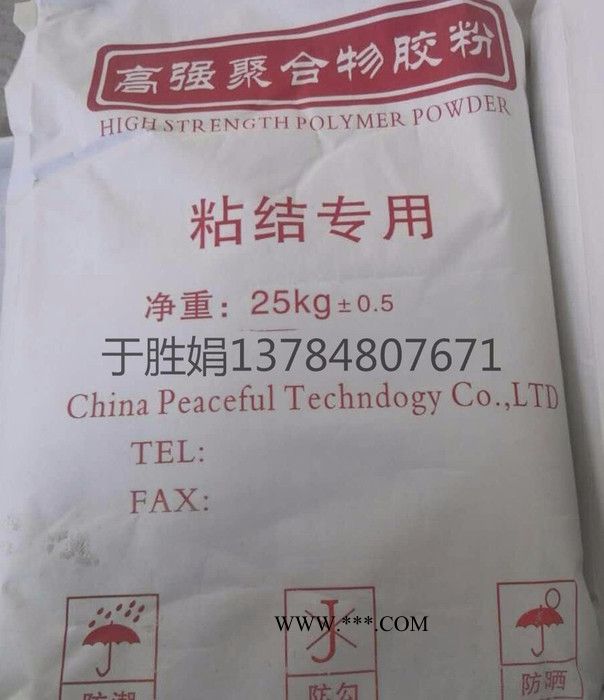 高强聚合物胶粉
HIGH STRENGTH POLYMER POWDER
粘结专用
净重：25kg±0.5
于胜娟13784807671
China Peaceful Techndogy Co.,LTD
TEL:
FAX:
WWW.***.COM
防潮 防勾 防晒